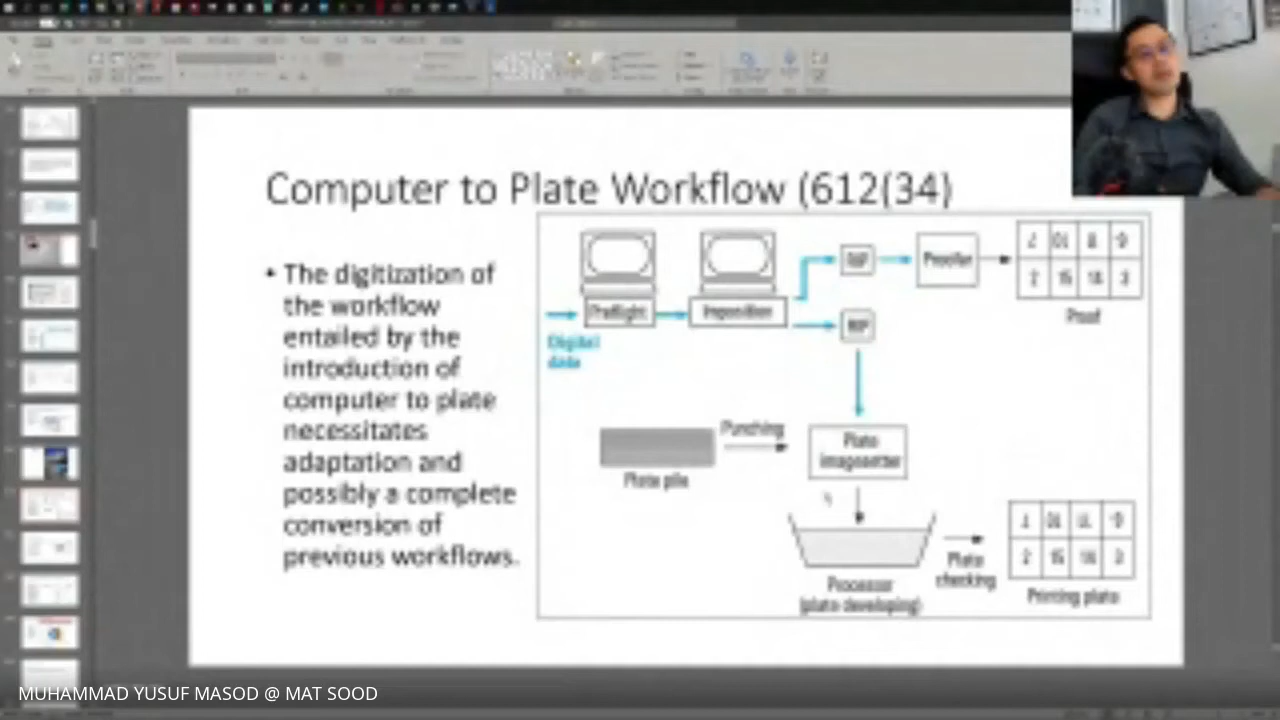 Computer to Plate Workflow (612(34)
• The digitization of
the workflow
entailed by the
introduction of
computer to plate
necessitates
adaptation and
possibly a complete
conversion of
previous workflows.
Digital
data
Preflight
Imposition
RIP
Proofer
Proof
RIP
Plate pile
Punching
Plate
imagesetter
Processor
(plate developing)
Plate
checking
Printing plate
MUHAMMAD YUSUF MASOD @ MAT SOOD